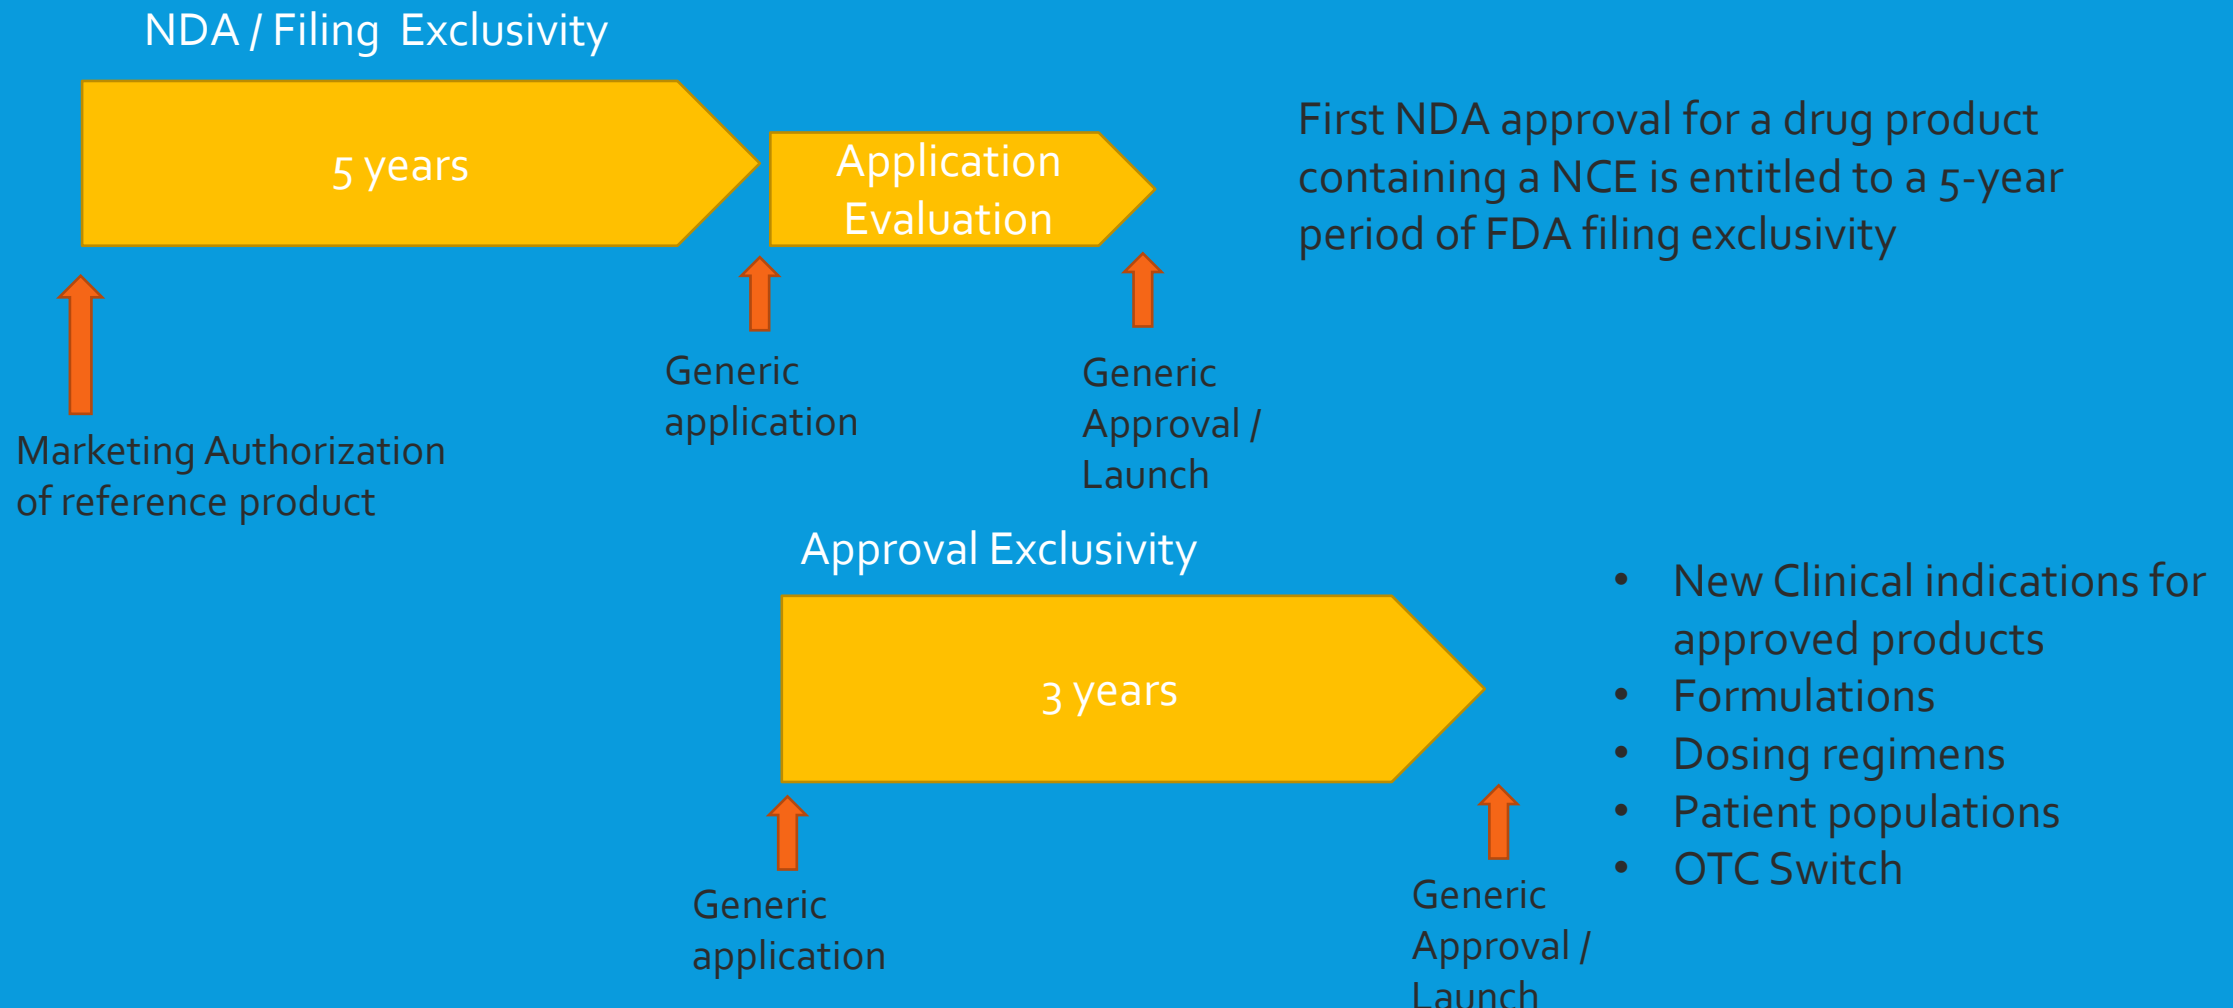 NDA / Filing Exclusivity
5 years
Application
Evaluation
First NDA approval for a drug product
containing a NCE is entitled to a 5-year
period of FDA filing exclusivity
Marketing Authorization
of reference product
Generic
application
Generic
Approval /
Launch
Approval Exclusivity
3 years
Generic
application
Generic
Approval /
Launch
• New Clinical indications for
approved products
• Formulations
• Dosing regimens
• Patient populations
• OTC Switch